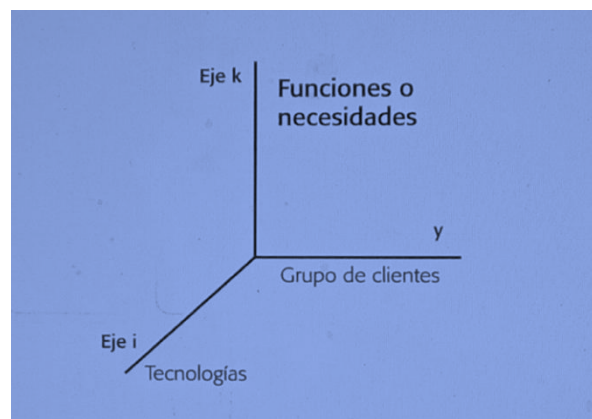 Eje k
Funciones o
necesidades
y
Grupo de clientes
Eje i
Tecnologías